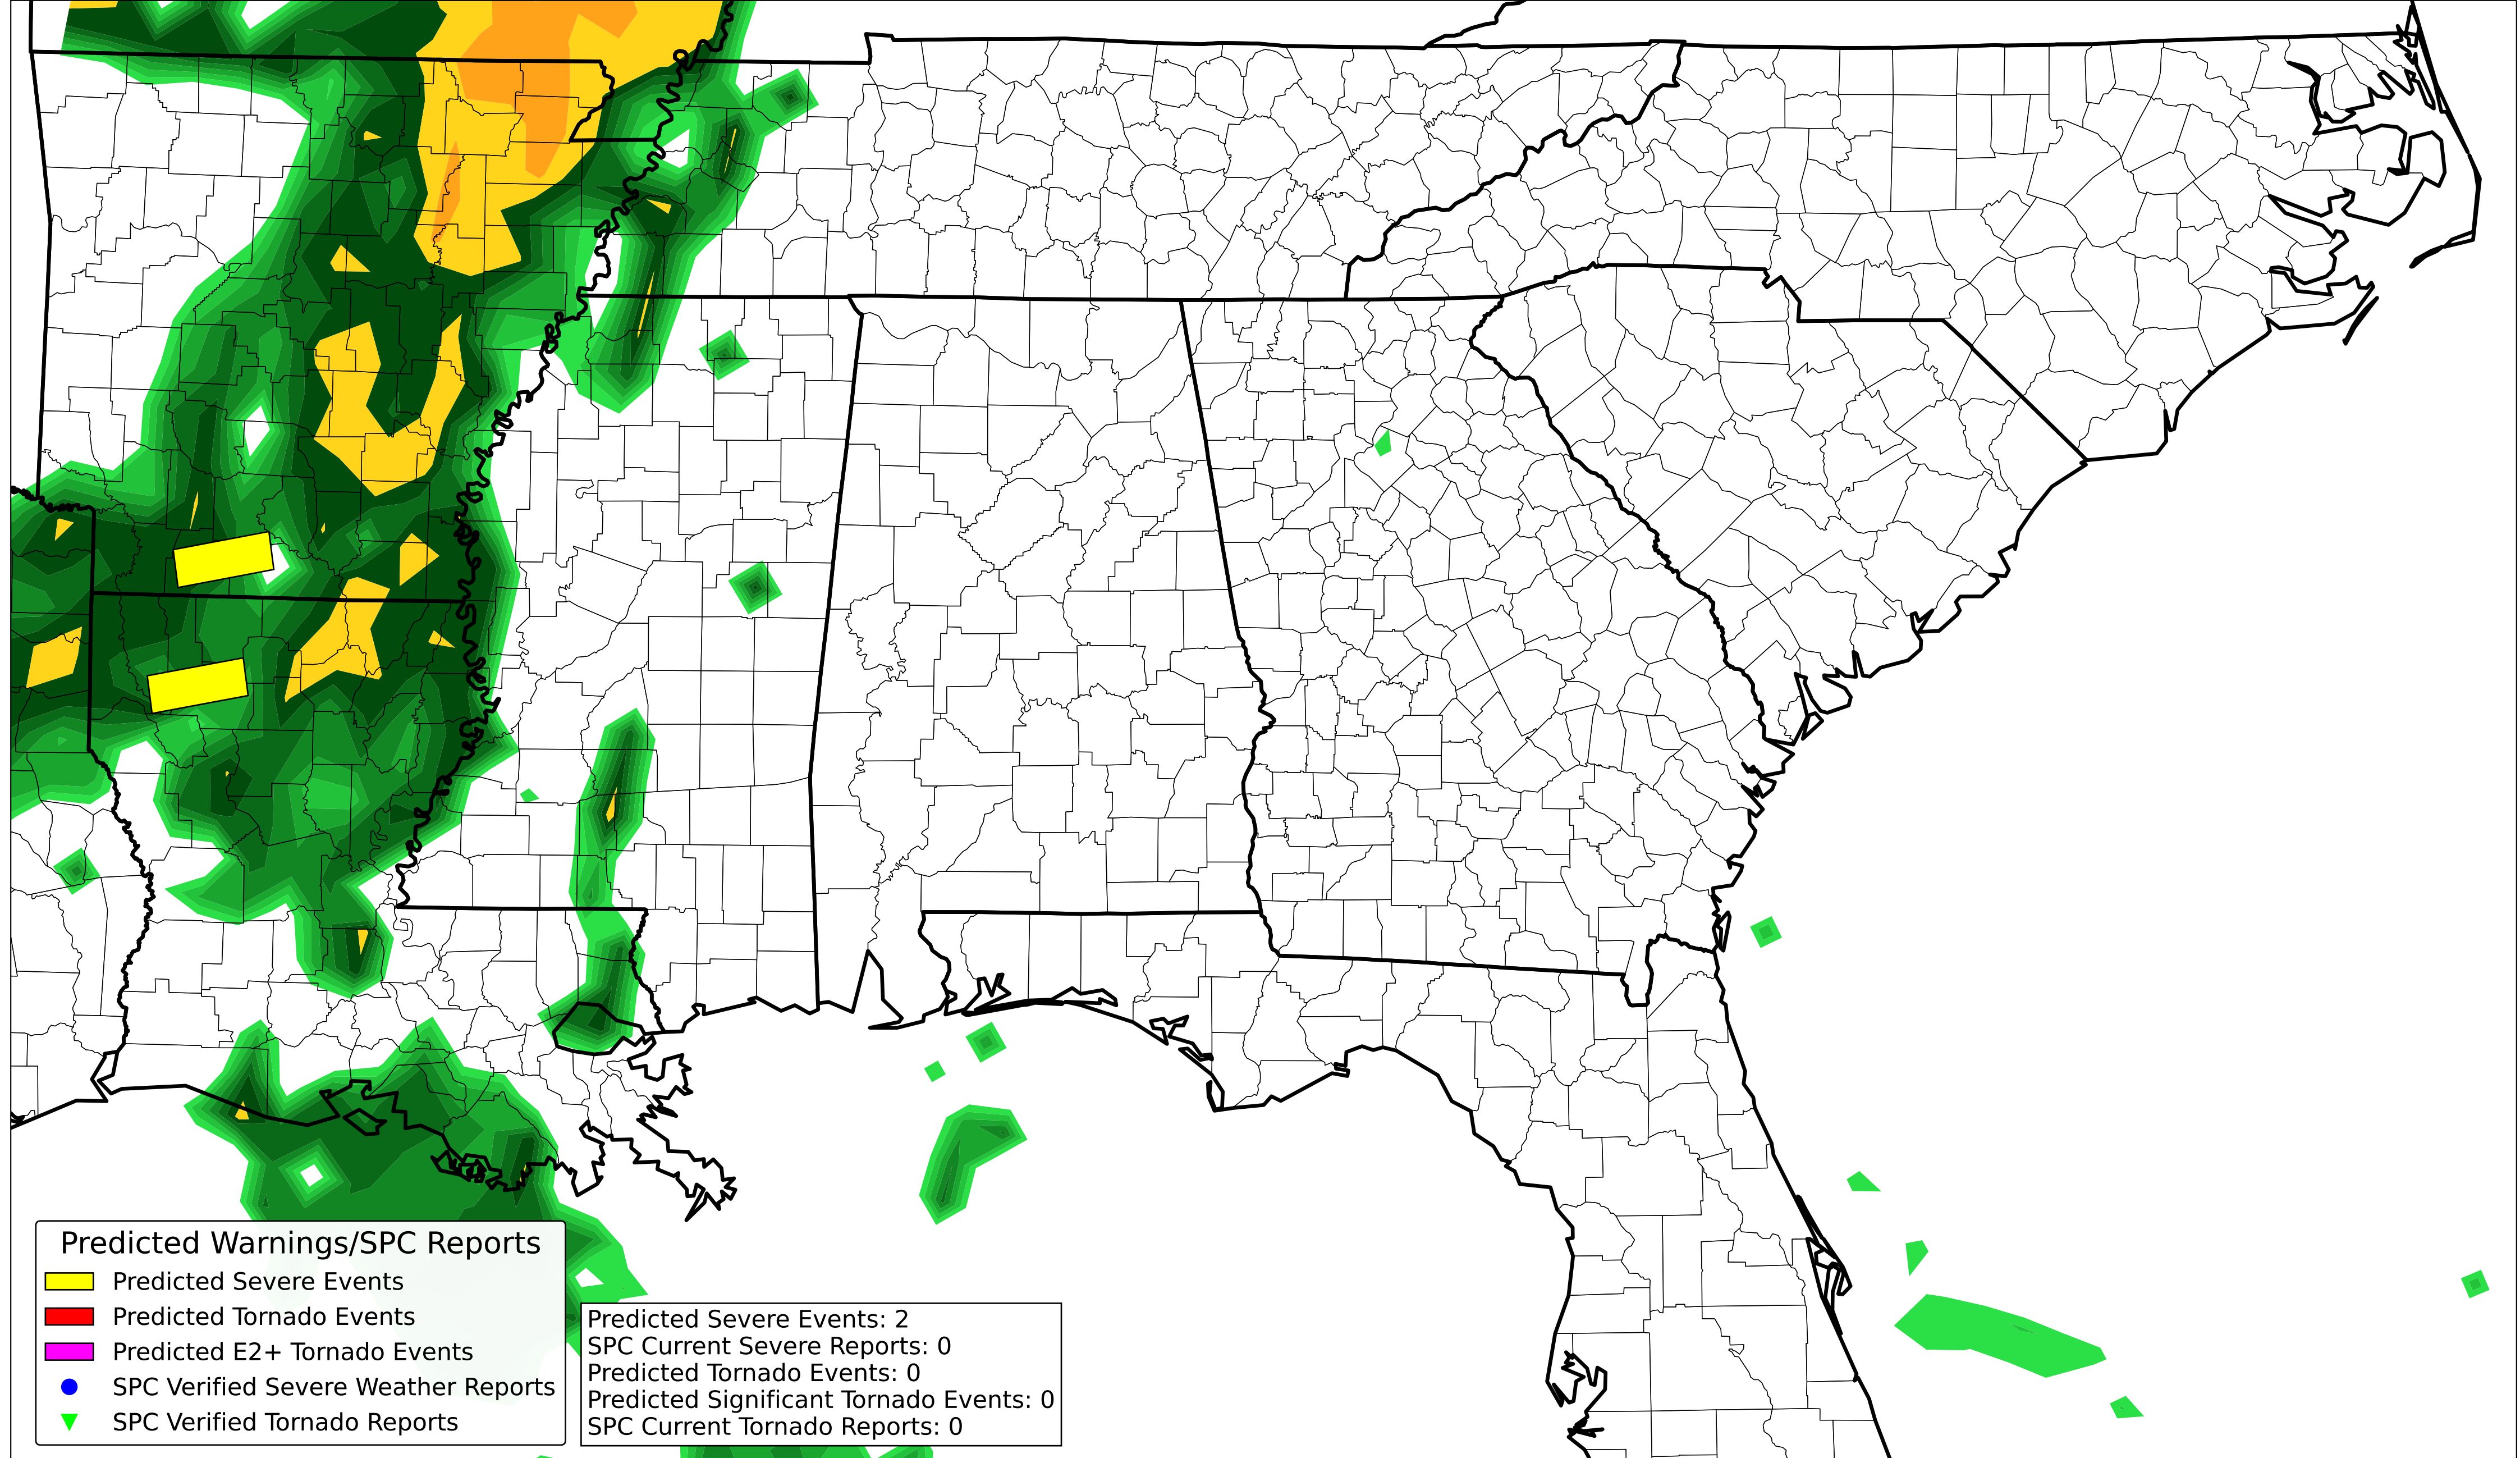 Predicted Warnings/SPC Reports
Predicted Severe Events
Predicted Tornado Events
Predicted E2+ Tornado Events
SPC Verified Severe Weather Reports
SPC Verified Tornado Reports
Predicted Severe Events: 2
SPC Current Severe Reports: 0
Predicted Tornado Events: 0
Predicted Significant Tornado Events: 0
SPC Current Tornado Reports: 0